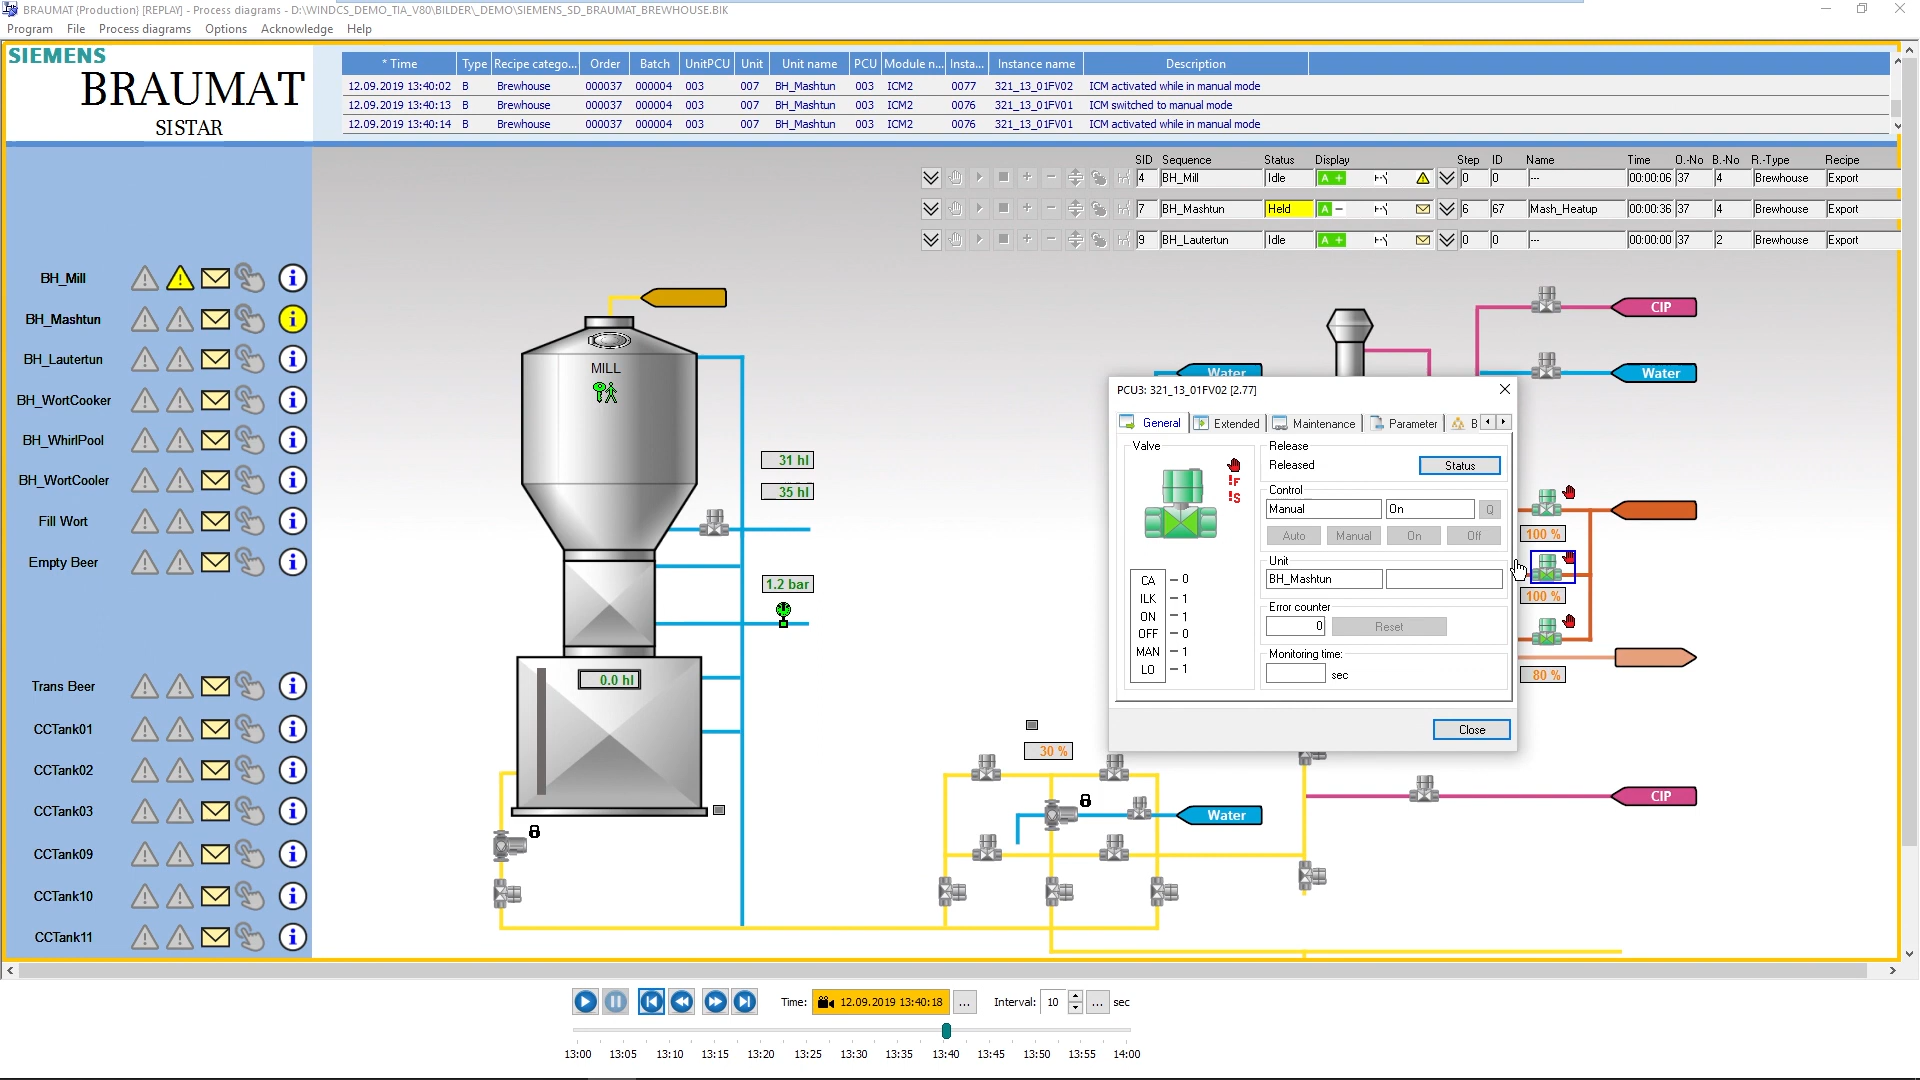 BRAUMAT (Production) [REPLAY] - Process diagrams - D:\WINDCS_DEMO_TIA_V80\BILDER\_DEMO\SIEMENS_SD_BRAUMAT_BREWHOUSE.BIK
Program File Process diagrams Options Acknowledge Help
SIEMENS
BRAUMAT
SISTAR
* Time Type Recipe catego... Order Batch UnitPCU Unit Unit name PCU Module n... Insta... Instance name Description
12.09.2019 13:40:02 B Brewhouse 000037 000004 003 007 BH_Mashtun 003 ICM2 0077 321_13_01FV02 ICM activated while in manual mode
12.09.2019 13:40:13 B Brewhouse 000037 000004 003 007 BH_Mashtun 003 ICM2 0076 321_13_01FV01 ICM switched to manual mode
12.09.2019 13:40:14 B Brewhouse 000037 000004 003 007 BH_Mashtun 003 ICM2 0076 321_13_01FV01 ICM activated while in manual mode
SID Sequence Status Display Step ID Name Time O.-No B.-No R.-Type Recipe
4 BH_Mill Idle A + 0 0 --- 00:00:06 37 4 Brewhouse Export
7 BH_Mashtun Held A - 6 67 Mash_Heatup 00:00:36 37 4 Brewhouse Export
9 BH_Lautertun Idle A + 0 0 --- 00:00:00 37 2 Brewhouse Export
BH_Mill
BH_Mashtun
BH_Lautertun
BH_WortCooker
BH_WhirlPool
BH_WortCooler
Fill Wort
Empty Beer
Trans Beer
CCTank01
CCTank02
CCTank03
CCTank09
CCTank10
CCTank11
MILL
31 hl
35 hl
1.2 bar
0.0 hl
30 %
Water
CIP
Water
PCU3: 321_13_01FV02 [2.77]
General Extended Maintenance Parameter B
Valve
!F
!S
CA 0
ILK 1
ON 1
OFF 0
MAN 1
LO 1
Release
Released Status
Control
Manual On Q
Auto Manual On Off
Unit
BH_Mashtun
Error counter
0 Reset
Monitoring time:
sec
Close
100 %
100 %
80 %
Water
CIP
Time: 12.09.2019 13:40:18 ... Interval: 10 ... sec
13:00 13:05 13:10 13:15 13:20 13:25 13:30 13:35 13:40 13:45 13:50 13:55 14:00